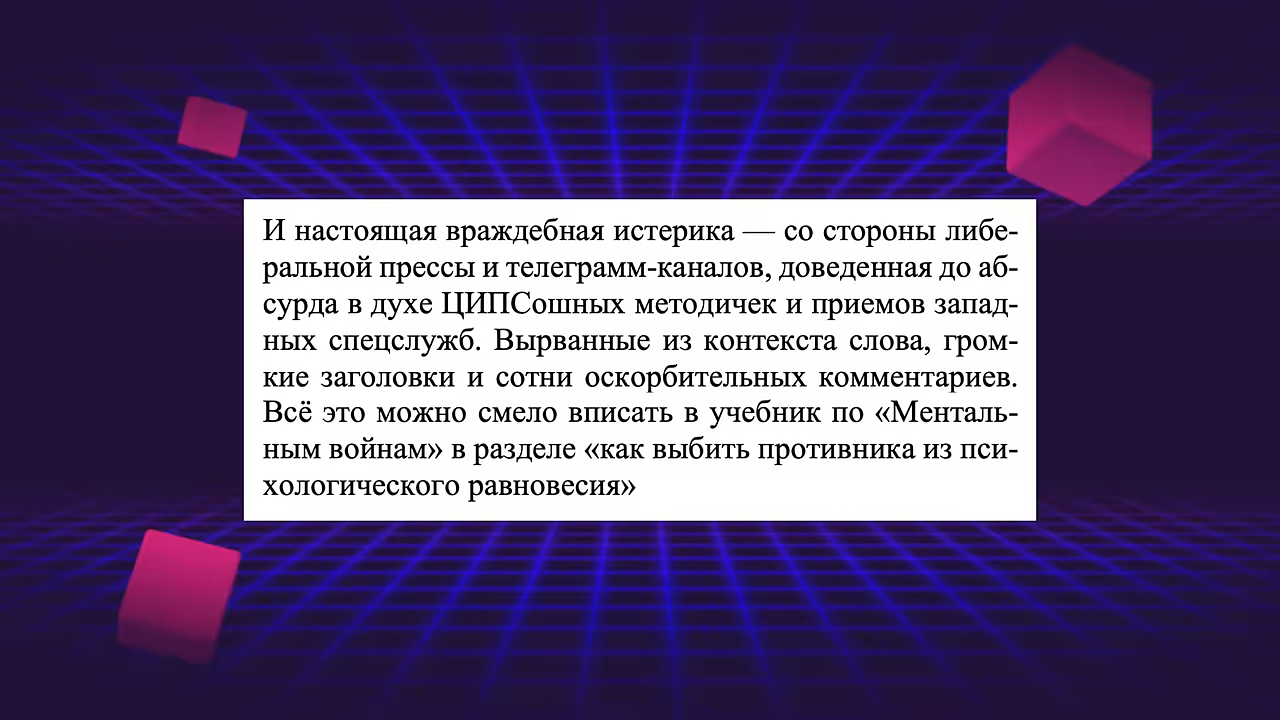 И настоящая враждебная истерика — со стороны либе-
ральной прессы и телеграмм-каналов, доведенная до аб-
сурда в духе ЦИПСошных методичек и приемов запад-
ных спецслужб. Вырванные из контекста слова, гром-
кие заголовки и сотни оскорбительных комментариев.
Всё это можно смело вписать в учебник по «Менталь-
ным войнам» в разделе «как выбить противника из пси-
хологического равновесия»